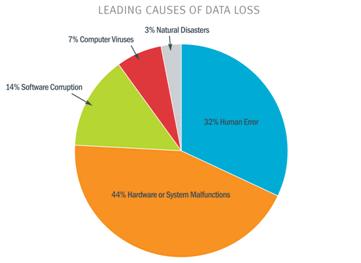 LEADING CAUSES OF DATA LOSS
3% Natural Disasters
7% Computer Viruses
14% Software Corruption
32% Human Error
44% Hardware or System Malfunctions